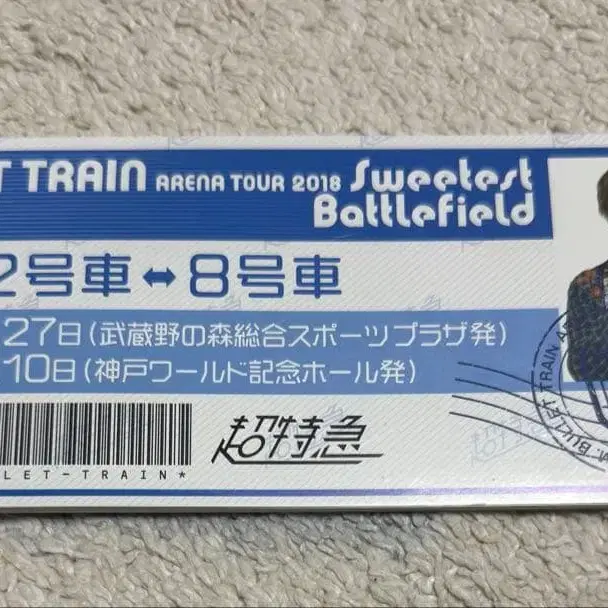 T TRAIN ARENA TOUR 2018 Sweetest
Battlefield
2号車⇔8号車
27日(武蔵野の森総合スポーツプラザ発)
10日(神戸ワールド記念ホール発)
超特急
LET-TRAIN*
M. BULLET TRAIN A